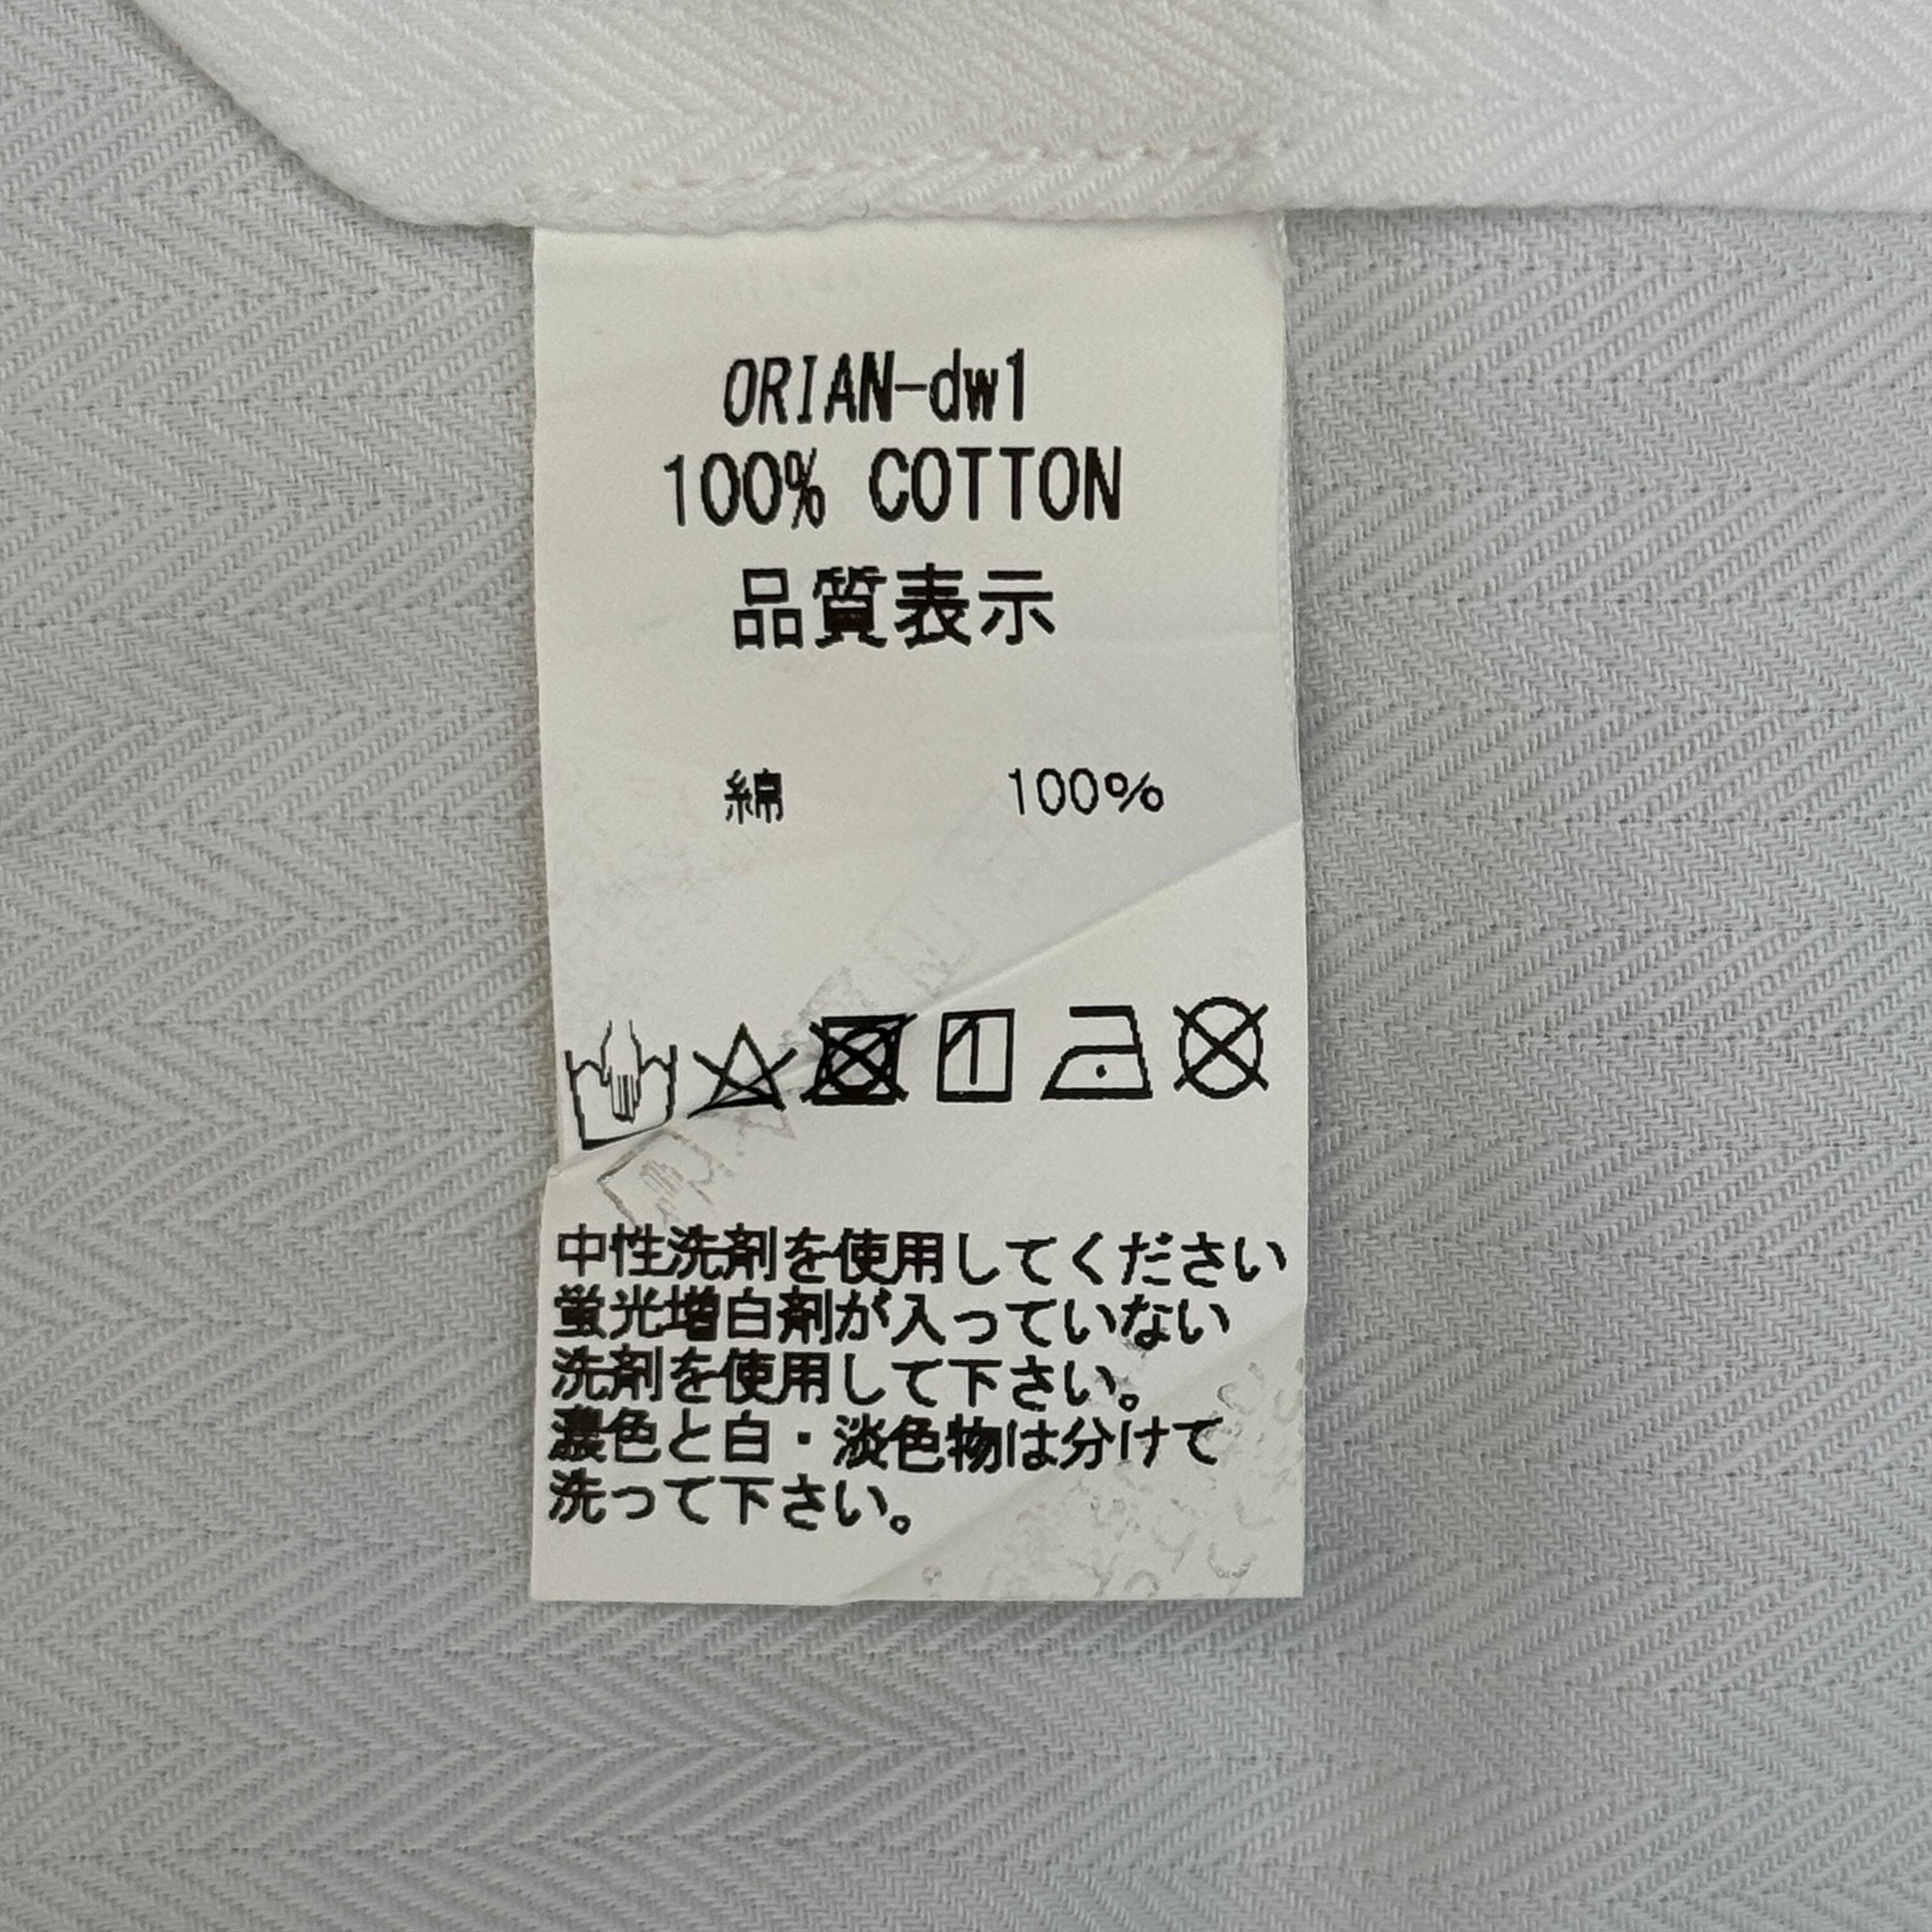 ORIAN-dw1
100% COTTON
品質表示
綿 100%
中性洗剤を使用してください
蛍光増白剤が入っていない
洗剤を使用して下さい。
濃色と白・淡色物は分けて
洗って下さい。